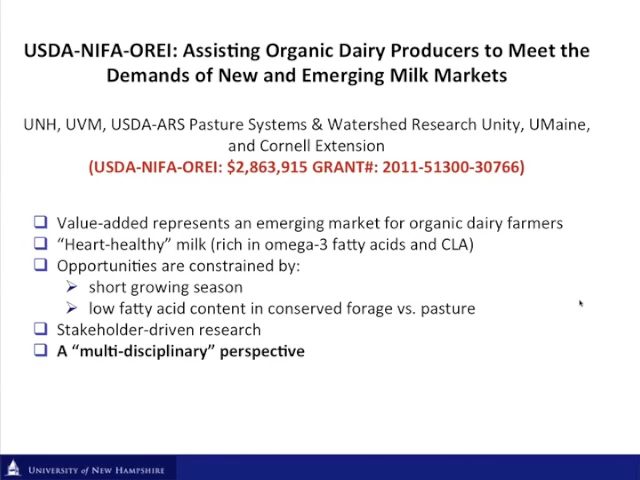 USDA-NIFA-OREI: Assisting Organic Dairy Producers to Meet the
Demands of New and Emerging Milk Markets
UNH, UVM, USDA-ARS Pasture Systems & Watershed Research Unity, UMaine,
and Cornell Extension
(USDA-NIFA-OREI: $2,863,915 GRANT#: 2011-51300-30766)
Value-added represents an emerging market for organic dairy farmers
“Heart-healthy” milk (rich in omega-3 fatty acids and CLA)
Opportunities are constrained by:
short growing season
low fatty acid content in conserved forage vs. pasture
Stakeholder-driven research
A “multi-disciplinary” perspective
UNIVERSITY of NEW HAMPSHIRE